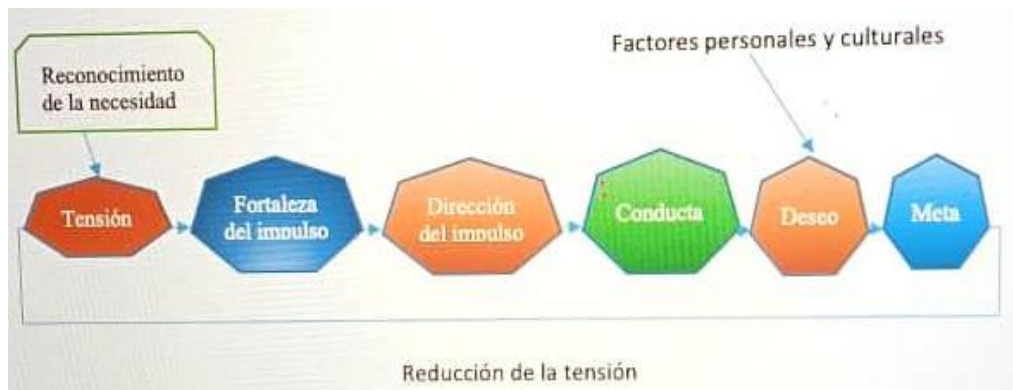 Factores personales y culturales
Reconocimiento
de la necesidad
Tensión
Fortaleza
del impulso
Dirección
del impulso
Conducta
Deseo
Meta
Reducción de la tensión